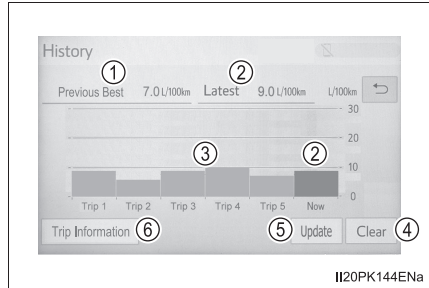 History
① ②
Previous Best 7.0 L/100km Latest 9.0 L/100km L/100km
30
20
③ ②
10
0
Trip 1 Trip 2 Trip 3 Trip 4 Trip 5 Now
Trip Information ⑥ ⑤ Update Clear ④
II20PK144ENa